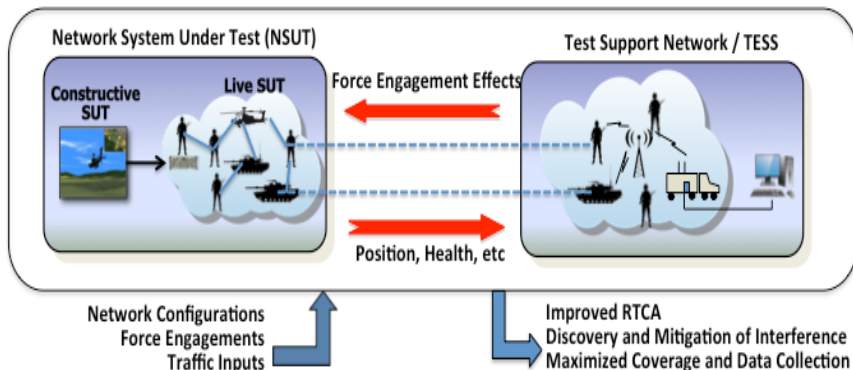 Network System Under Test (NSUT)
Test Support Network / TESS
Constructive
SUT
Live SUT
Force Engagement Effects
Position, Health, etc
Network Configurations
Force Engagements
Traffic Inputs
Improved RTCA
Discovery and Mitigation of Interference
Maximized Coverage and Data Collection